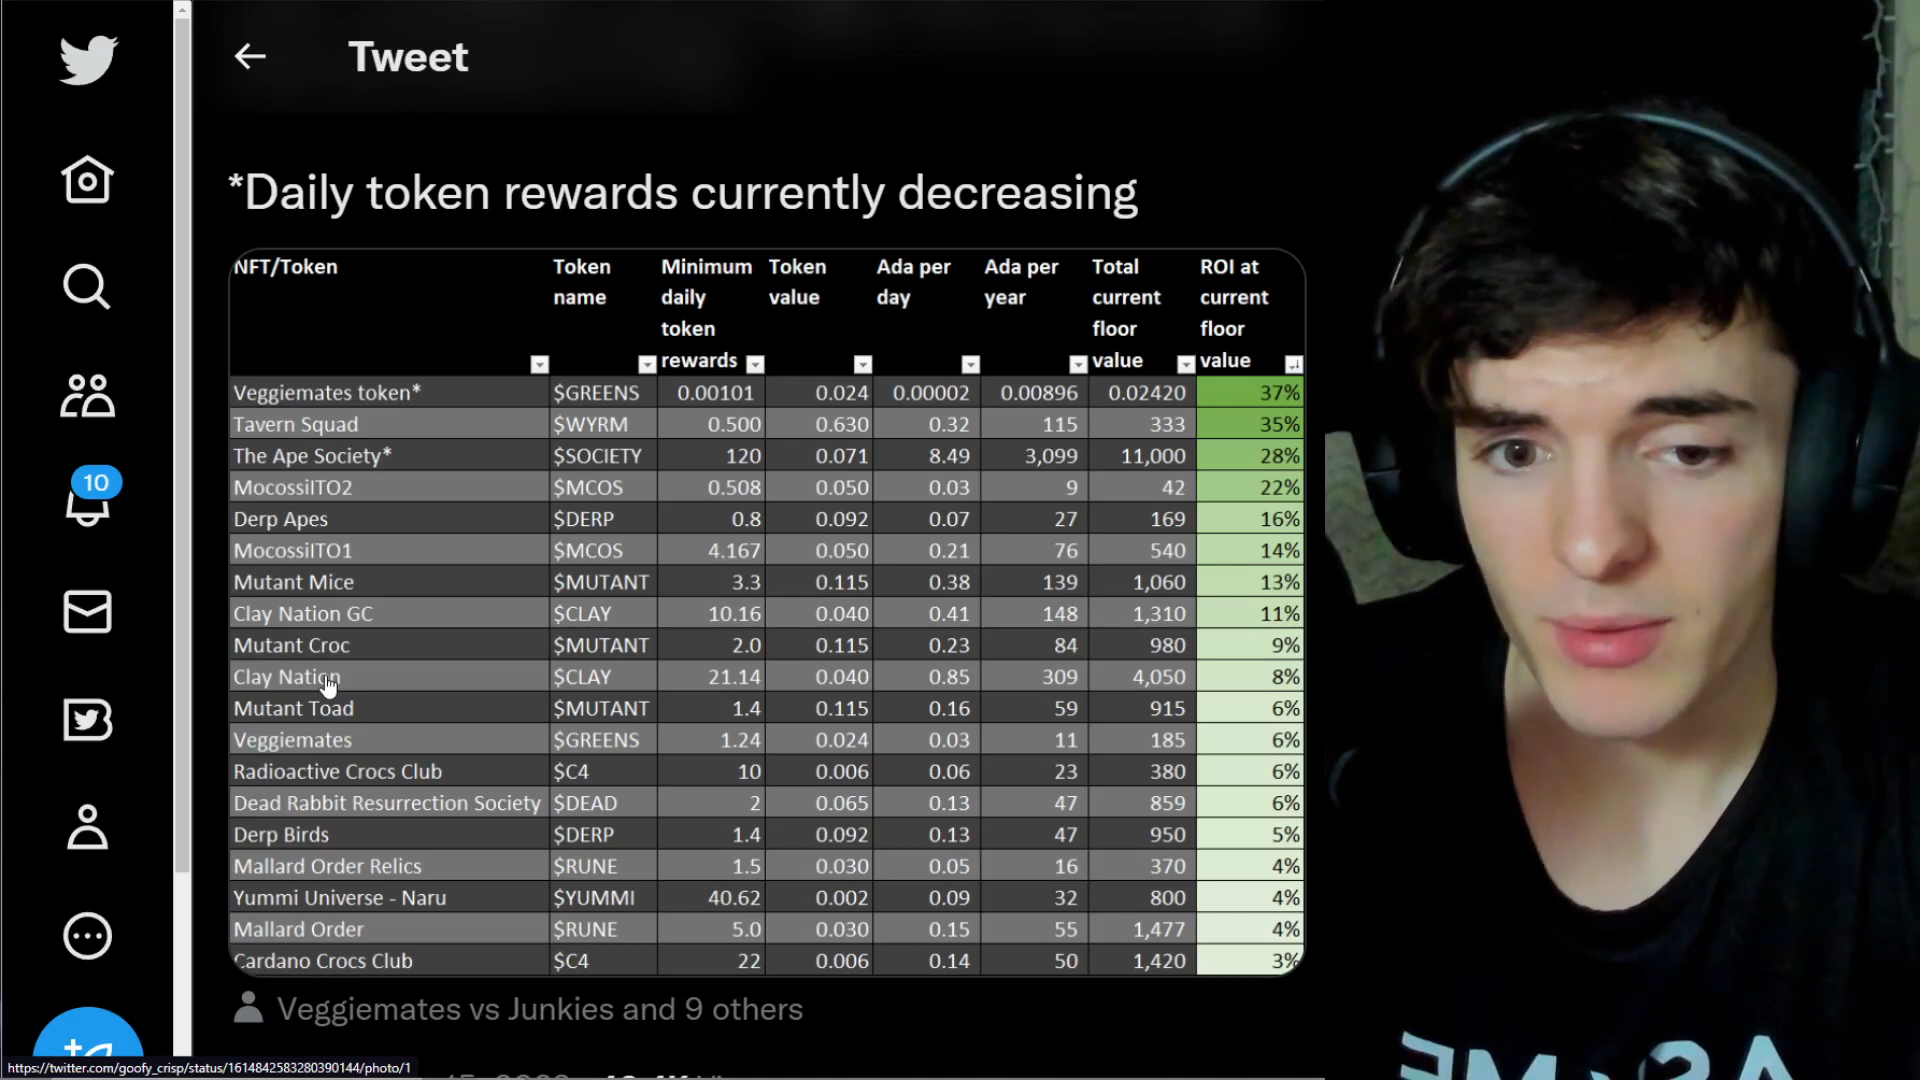 Tweet
*Daily token rewards currently decreasing
NFT/Token Token name Minimum daily token rewards Token value Ada per day Ada per year Total current floor value ROI at current floor value
Veggiemates token* $GREENS 0.00101 0.024 0.00002 0.00896 0.02420 37%
Tavern Squad $WYRM 0.500 0.630 0.32 115 333 35%
The Ape Society* $SOCIETY 120 0.071 8.49 3,099 11,000 28%
MocossiITO2 $MCOS 0.508 0.050 0.03 9 42 22%
Derp Apes $DERP 0.8 0.092 0.07 27 169 16%
MocossiITO1 $MCOS 4.167 0.050 0.21 76 540 14%
Mutant Mice $MUTANT 3.3 0.115 0.38 139 1,060 13%
Clay Nation GC $CLAY 10.16 0.040 0.41 148 1,310 11%
Mutant Croc $MUTANT 2.0 0.115 0.23 84 980 9%
Clay Nation $CLAY 21.14 0.040 0.85 309 4,050 8%
Mutant Toad $MUTANT 1.4 0.115 0.16 59 915 6%
Veggiemates $GREENS 1.24 0.024 0.03 11 185 6%
Radioactive Crocs Club $C4 10 0.006 0.06 23 380 6%
Dead Rabbit Resurrection Society $DEAD 2 0.065 0.13 47 859 6%
Derp Birds $DERP 1.4 0.092 0.13 47 950 5%
Mallard Order Relics $RUNE 1.5 0.030 0.05 16 370 4%
Yummi Universe - Naru $YUMMI 40.62 0.002 0.09 32 800 4%
Mallard Order $RUNE 5.0 0.030 0.15 55 1,477 4%
Cardano Crocs Club $C4 22 0.006 0.14 50 1,420 3%
Veggiemates vs Junkies and 9 others
10
https://twitter.com/goofy_crisp/status/1614842583280390144/photo/1